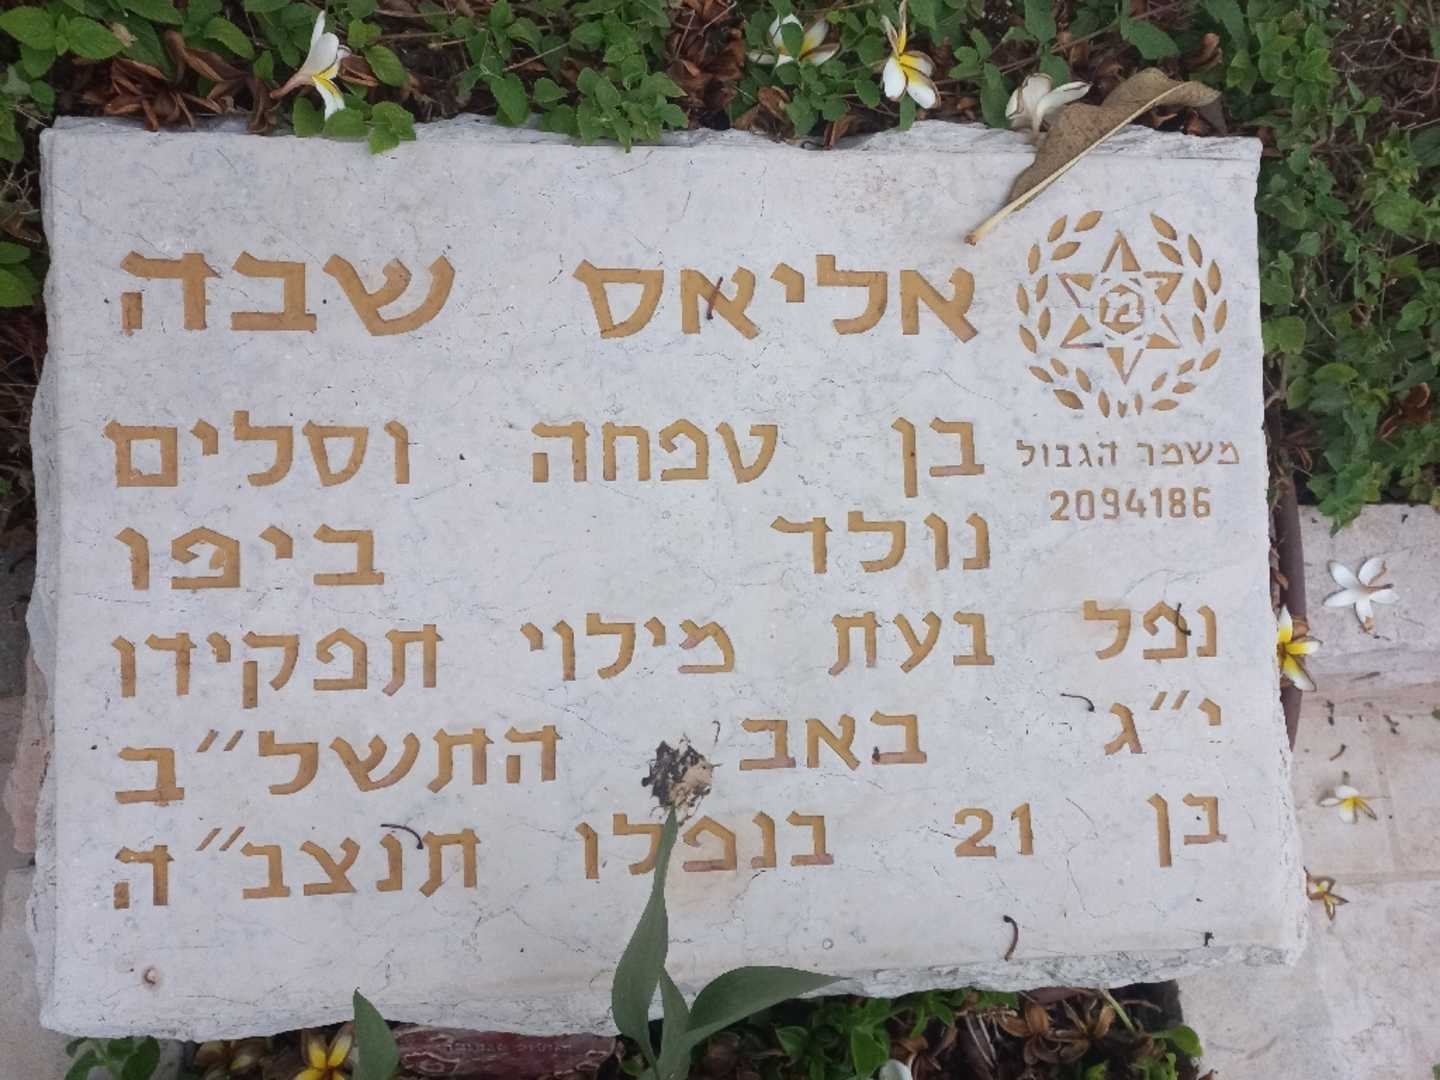 אליאס שבה
משמר הגבול
2094186
בן טפחה וסלים
נולד ביפו
נפל בעת מילוי תפקידו
י״ג באב התשל״ב
בן 21 בנפלו תנצב״ה